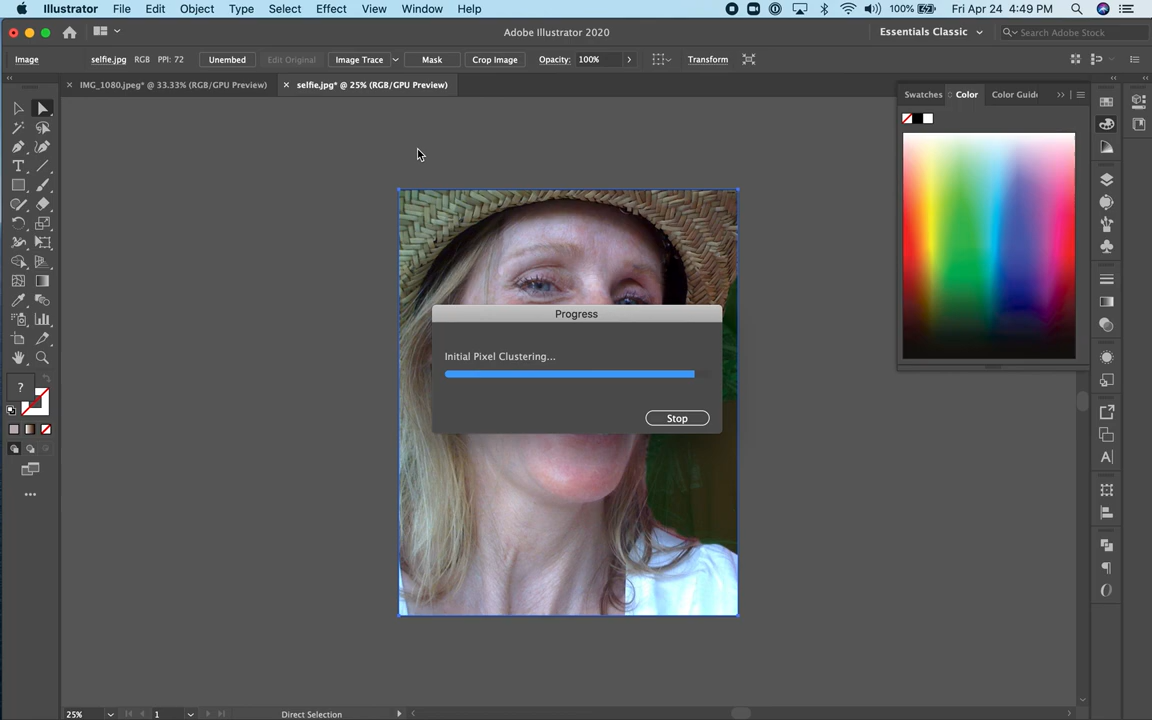 Illustrator File Edit Object Type Select Effect View Window Help 100% Fri Apr 24 4:49 PM
Adobe Illustrator 2020 Essentials Classic Search Adobe Stock
Image selfie.jpg RGB PPI: 72 Unembed Edit Original Image Trace Mask Crop Image Opacity: 100% Transform
IMG_1080.jpeg* @ 33.33% (RGB/GPU Preview) selfie.jpg* @ 25% (RGB/GPU Preview)
Swatches Color Color Guide
Progress
Initial Pixel Clustering...
Stop
25% 1 Direct Selection